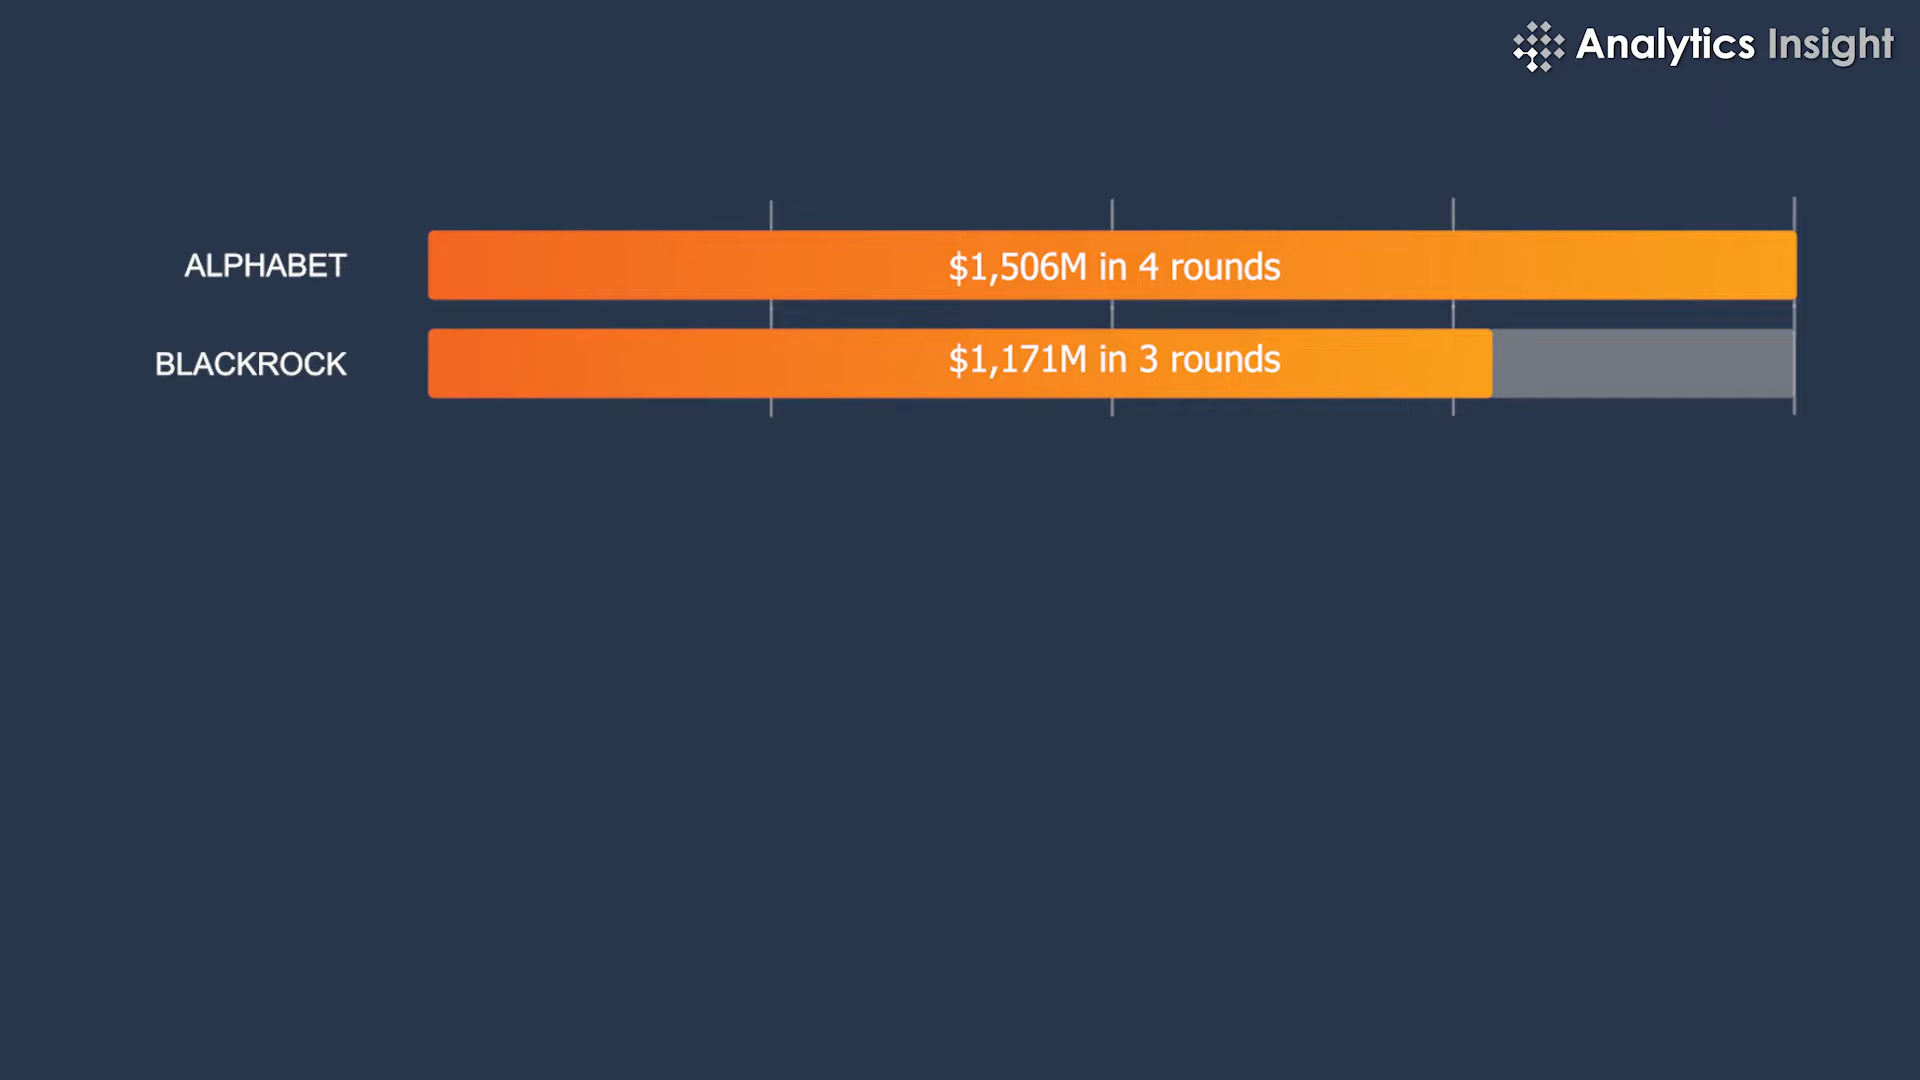 Analytics Insight
ALPHABET $1,506M in 4 rounds
BLACKROCK $1,171M in 3 rounds